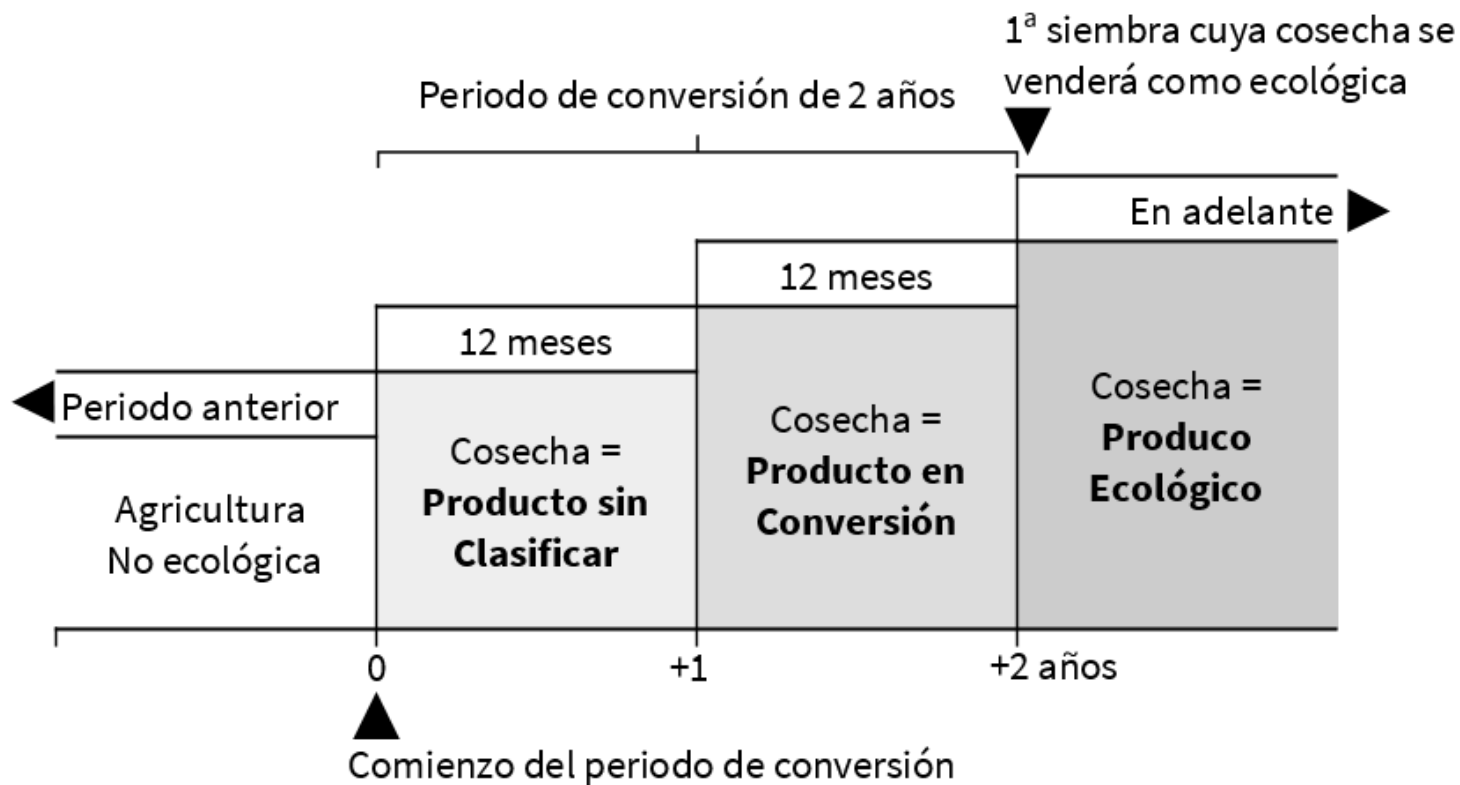 1ª siembra cuya cosecha se
venderá como ecológica
Periodo de conversión de 2 años
En adelante
12 meses
12 meses
Periodo anterior
Agricultura
No ecológica
Cosecha =
Producto sin
Clasificar
Cosecha =
Producto en
Conversión
Cosecha =
Produco
Ecológico
0
+1
+2 años
Comienzo del periodo de conversión